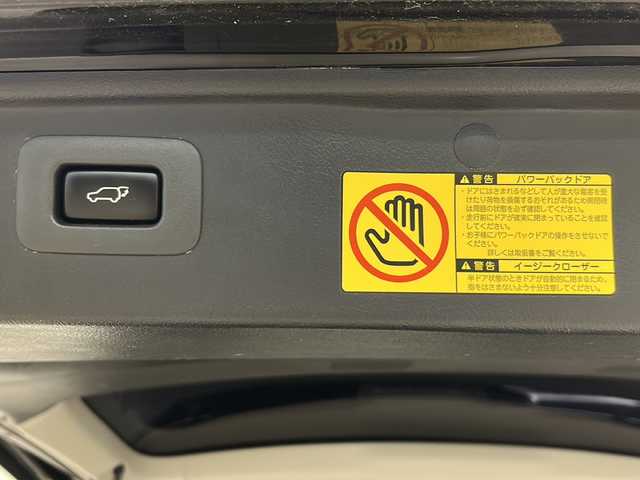 警告 パワーバックドア
・ドアにはさまれるなどして人が重大な傷害を受
けたり荷物を損傷するおそれがあるため開閉時
は周囲の状態を必ず確認してください。
・走行前にドアが確実に閉まっていることを確認
してください。
・お子様にパワーバックドアの操作をさせないで
ください。
詳しくは取扱書をご覧ください。
警告 イージークローザー
半ドア状態のときドアが自動的に閉まるため、
指をはさまないよう十分注意してください。